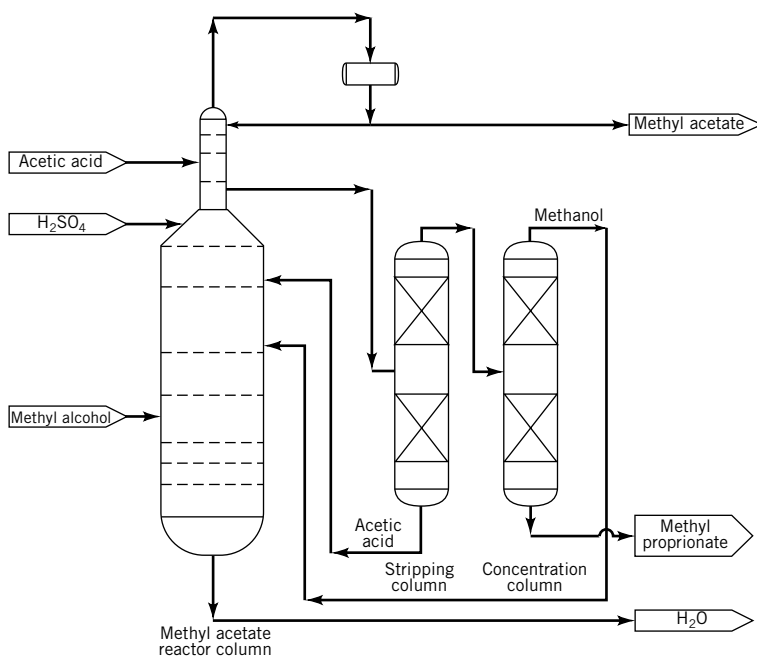 Methyl acetate
Acetic acid
H₂SO₄
Methanol
Methyl alcohol
Acetic
acid
Stripping
column
Concentration
column
Methyl
proprionate
H₂O
Methyl acetate
reactor column